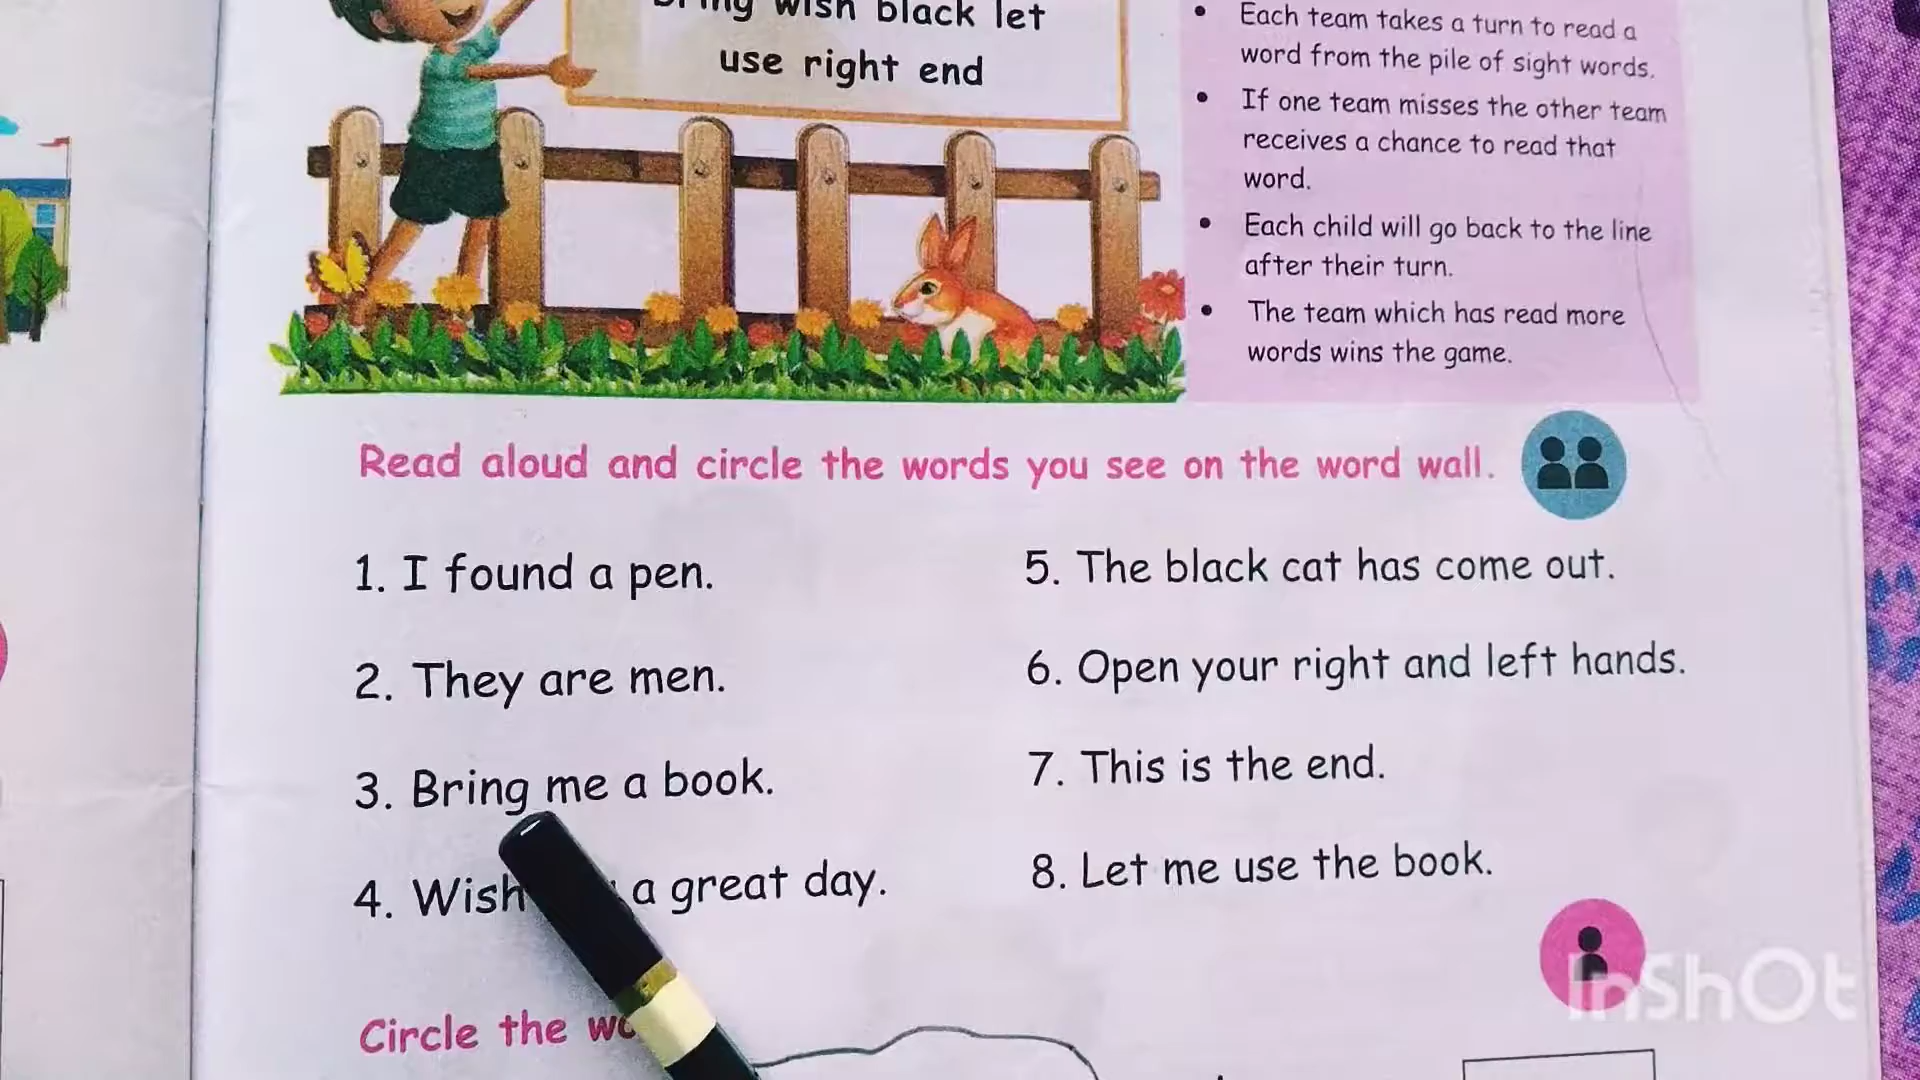 Bring wish black let
use right end
• Each team takes a turn to read a
word from the pile of sight words.
• If one team misses the other team
receives a chance to read that
word.
• Each child will go back to the line
after their turn.
• The team which has read more
words wins the game.
Read aloud and circle the words you see on the word wall.
1. I found a pen.
2. They are men.
3. Bring me a book.
4. Wish a great day.
5. The black cat has come out.
6. Open your right and left hands.
7. This is the end.
8. Let me use the book.
Circle the
InShOt